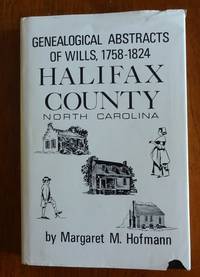 GENEALOGICAL ABSTRACTS
OF WILLS, 1758-1824
HALIFAX
COUNTY
NORTH CAROLINA
by Margaret M. Hofmann